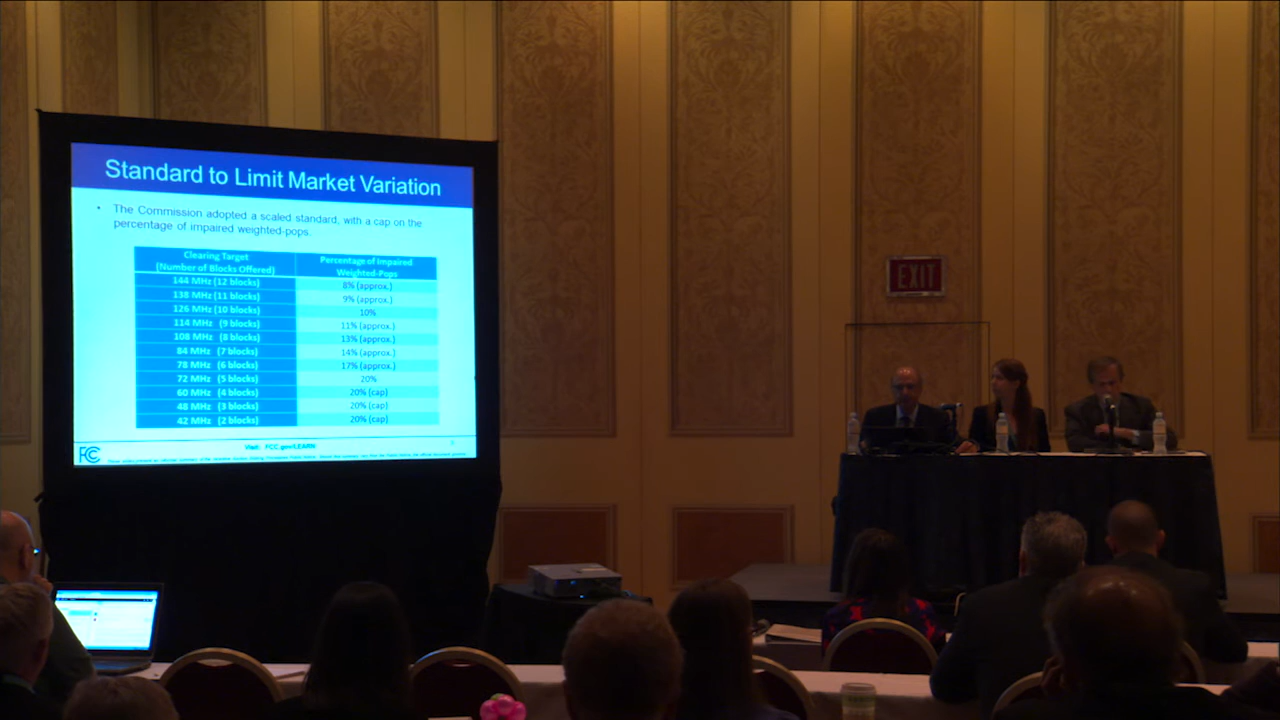 Standard to Limit Market Variation
• The Commission adopted a scaled standard, with a cap on the
percentage of impaired weighted-pops.
Clearing Target
(Number of Blocks Offered)
Percentage of Impaired
Weighted-Pops
144 MHz (12 blocks) 8% (approx.)
138 MHz (11 blocks) 9% (approx.)
126 MHz (10 blocks) 10%
114 MHz (9 blocks) 11% (approx.)
108 MHz (8 blocks) 13% (approx.)
84 MHz (7 blocks) 14% (approx.)
78 MHz (6 blocks) 17% (approx.)
72 MHz (5 blocks) 20%
60 MHz (4 blocks) 20% (cap)
48 MHz (3 blocks) 20% (cap)
42 MHz (2 blocks) 20% (cap)
Visit: FCC.gov/LEARN
FCC
EXIT